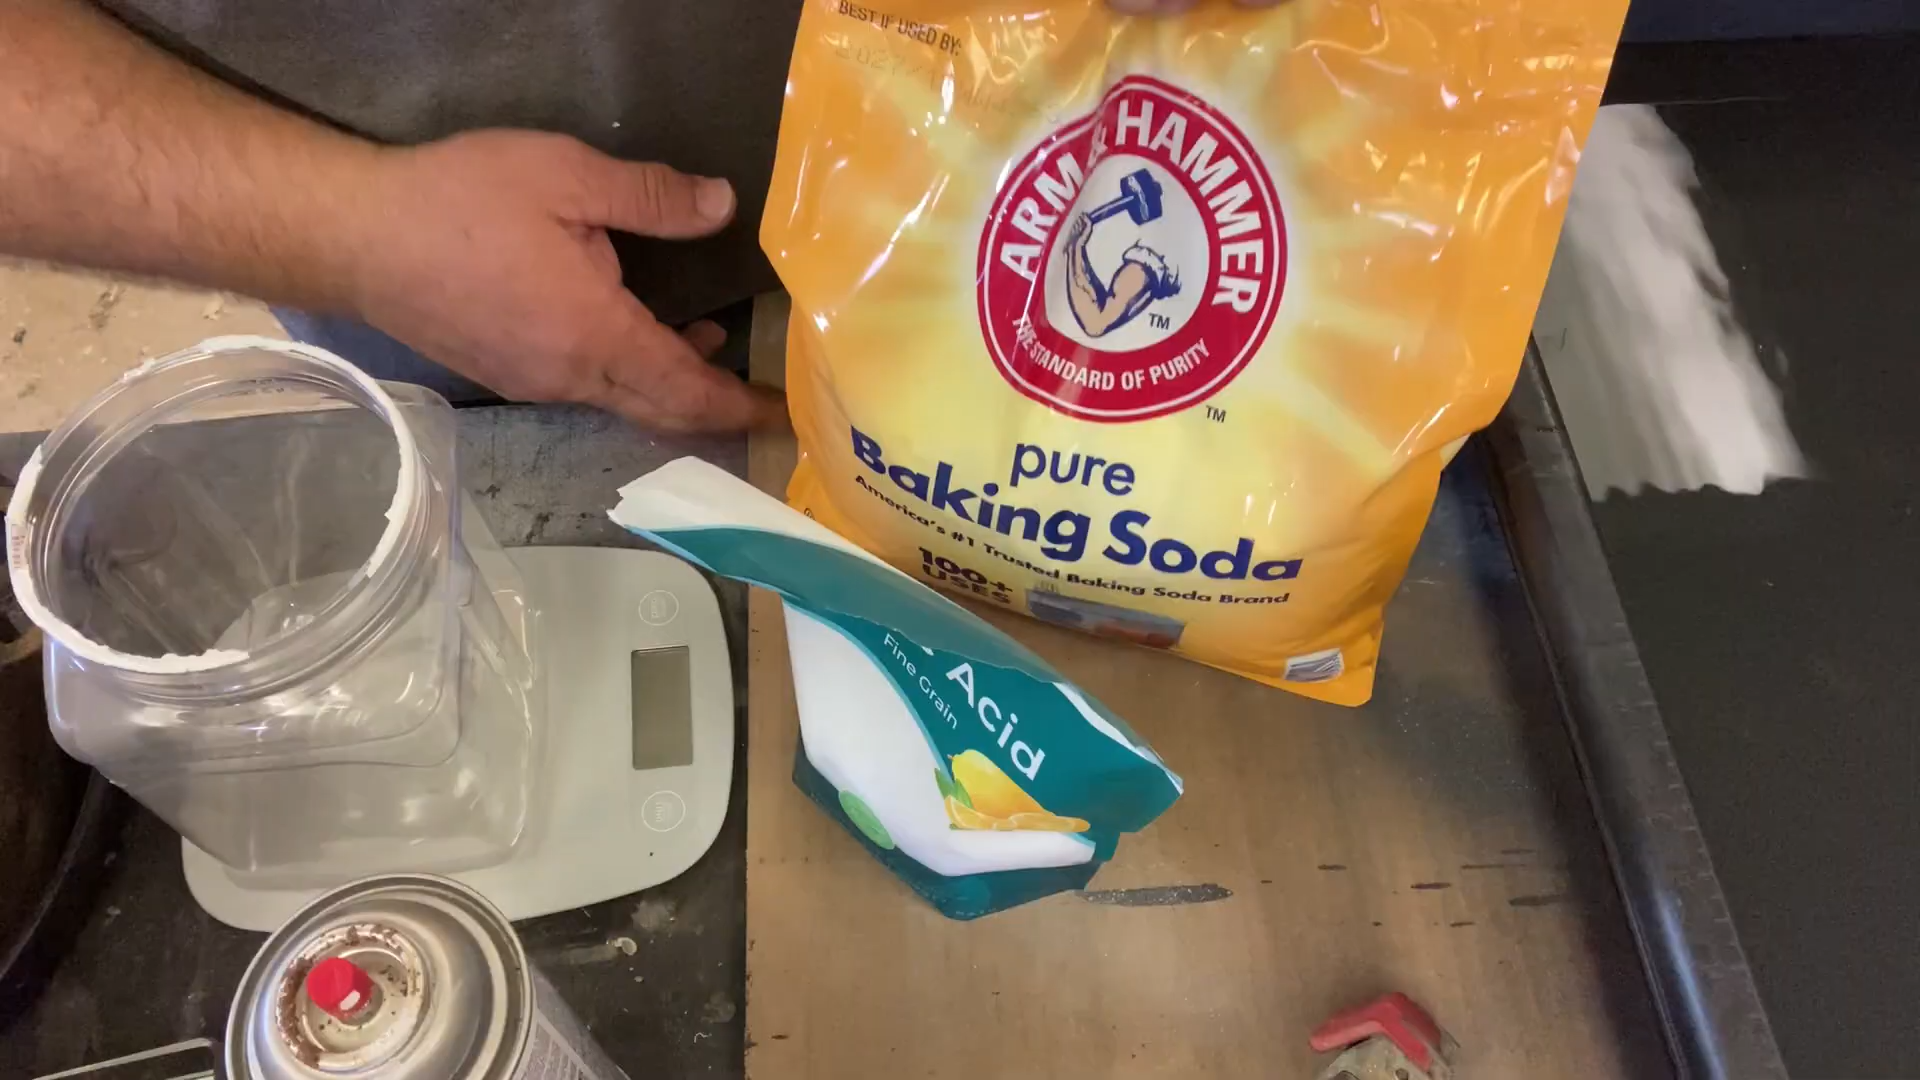 BEST IF USED BY:
ARM & HAMMER
THE STANDARD OF PURITY
TM
TM
pure
Baking Soda
America's #1 Trusted Baking Soda Brand
100+
USES
Acid
Fine Grain